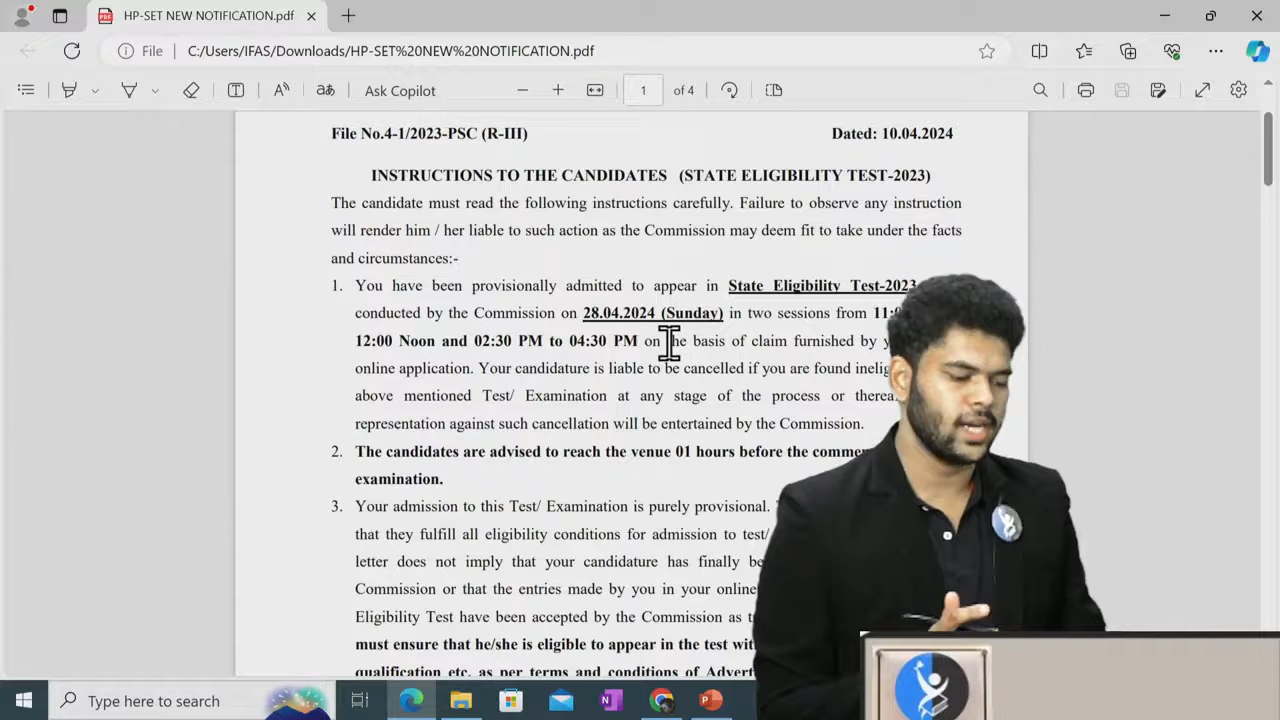 HP-SET NEW NOTIFICATION.pdf
File C:/Users/IFAS/Downloads/HP-SET%20NEW%20NOTIFICATION.pdf
Ask Copilot 1 of 4
File No.4-1/2023-PSC (R-III) Dated: 10.04.2024
INSTRUCTIONS TO THE CANDIDATES (STATE ELIGIBILITY TEST-2023)
The candidate must read the following instructions carefully. Failure to observe any instruction
will render him / her liable to such action as the Commission may deem fit to take under the facts
and circumstances:-
1. You have been provisionally admitted to appear in State Eligibility Test-2023
conducted by the Commission on 28.04.2024 (Sunday) in two sessions from
12:00 Noon and 02:30 PM to 04:30 PM on the basis of claim furnished by
online application. Your candidature is liable to be cancelled if you are found
above mentioned Test/ Examination at any stage of the process or
representation against such cancellation will be entertained by the Commission.
2. The candidates are advised to reach the venue 01 hours before the
examination.
3. Your admission to this Test/ Examination is purely provisional.
that they fulfill all eligibility conditions for admission to test/
letter does not imply that your candidature has finally
Commission or that the entries made by you in your online
Eligibility Test have been accepted by the Commission as
must ensure that he/she is eligible to appear in the test
qualification etc. as per terms and conditions of
Type here to search